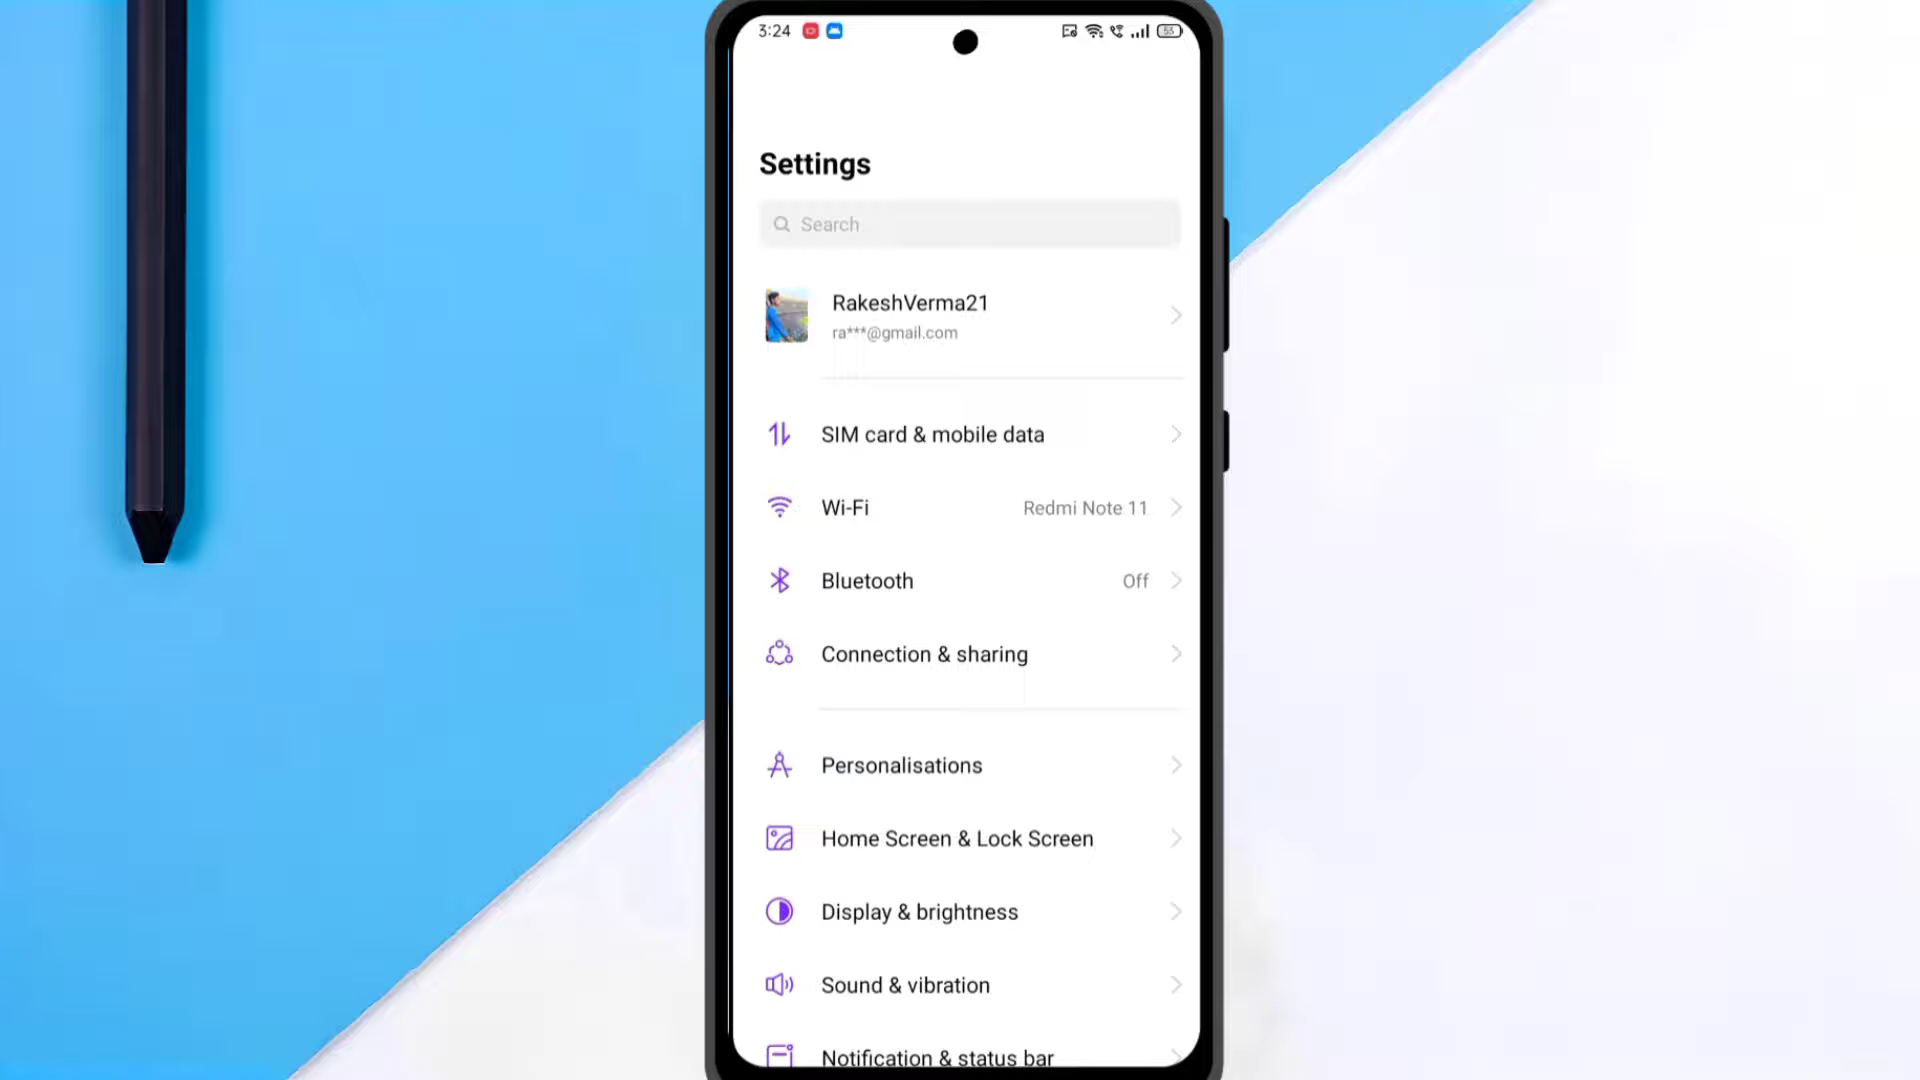 3:24
55
Settings
Search
RakeshVerma21
ra***@gmail.com
SIM card & mobile data
Wi-Fi Redmi Note 11
Bluetooth Off
Connection & sharing
Personalisations
Home Screen & Lock Screen
Display & brightness
Sound & vibration
Notification & status bar